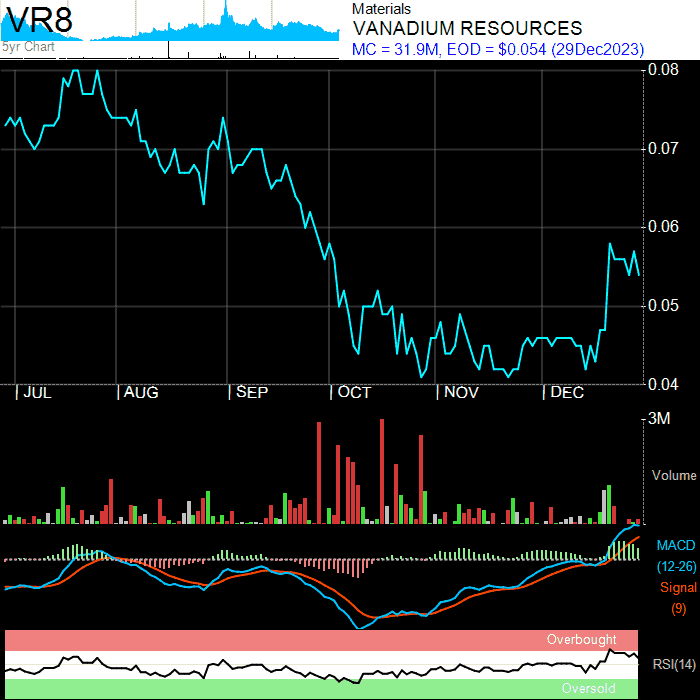 VR8
5yr Chart
Materials
VANADIUM RESOURCES
MC = 31.9M, EOD = $0.054 (29Dec2023)
0.08
0.07
0.06
0.05
0.04
JUL
AUG
SEP
OCT
NOV
DEC
3M
Volume
MACD
(12-26)
Signal
(9)
Overbought
RSI(14)
Oversold